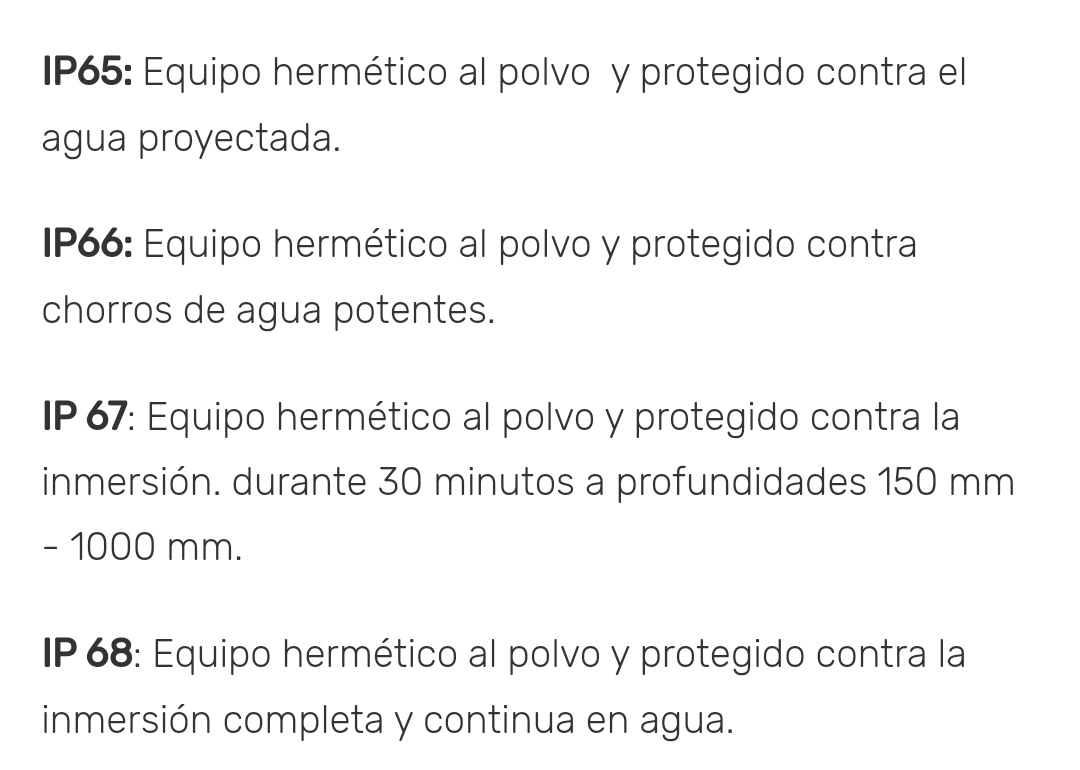 IP65: Equipo hermético al polvo  y protegido contra el
agua proyectada.
IP66: Equipo hermético al polvo y protegido contra
chorros de agua potentes.
IP 67: Equipo hermético al polvo y protegido contra la
inmersión. durante 30 minutos a profundidades 150 mm
- 1000 mm.
IP 68: Equipo hermético al polvo y protegido contra la
inmersión completa y continua en agua.